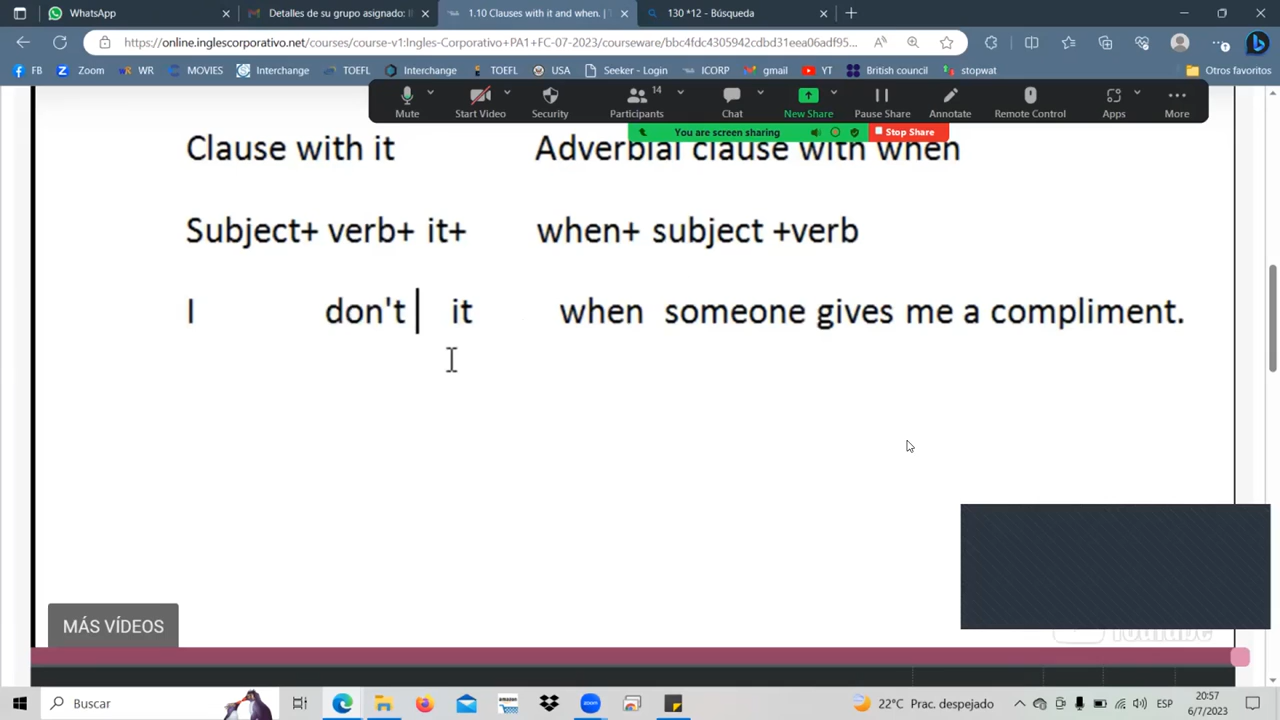 WhatsApp
Detalles de su grupo asignado: I
1.10 Clauses with it and when. | T
130 *12 - Búsqueda
https://online.inglescorporativo.net/courses/course-v1:Ingles-Corporativo+PA1+FC-07-2023/courseware/bbc4fdc4305942cdbd31eea06adf95...
FB
Zoom
WR
MOVIES
Interchange
TOEFL
Interchange
TOEFL
USA
Seeker - Login
ICORP
gmail
YT
British council
stopwat
Otros favoritos
Mute
Start Video
Security
14
Participants
Chat
New Share
Pause Share
Annotate
Remote Control
Apps
More
You are screen sharing
Stop Share
Clause with it Adverbial clause with when
Subject+ verb+ it+ when+ subject +verb
I don't it when someone gives me a compliment.
MÁS VÍDEOS
YouTube
Buscar
zoom
22°C Prac. despejado
ESP
20:57
6/7/2023